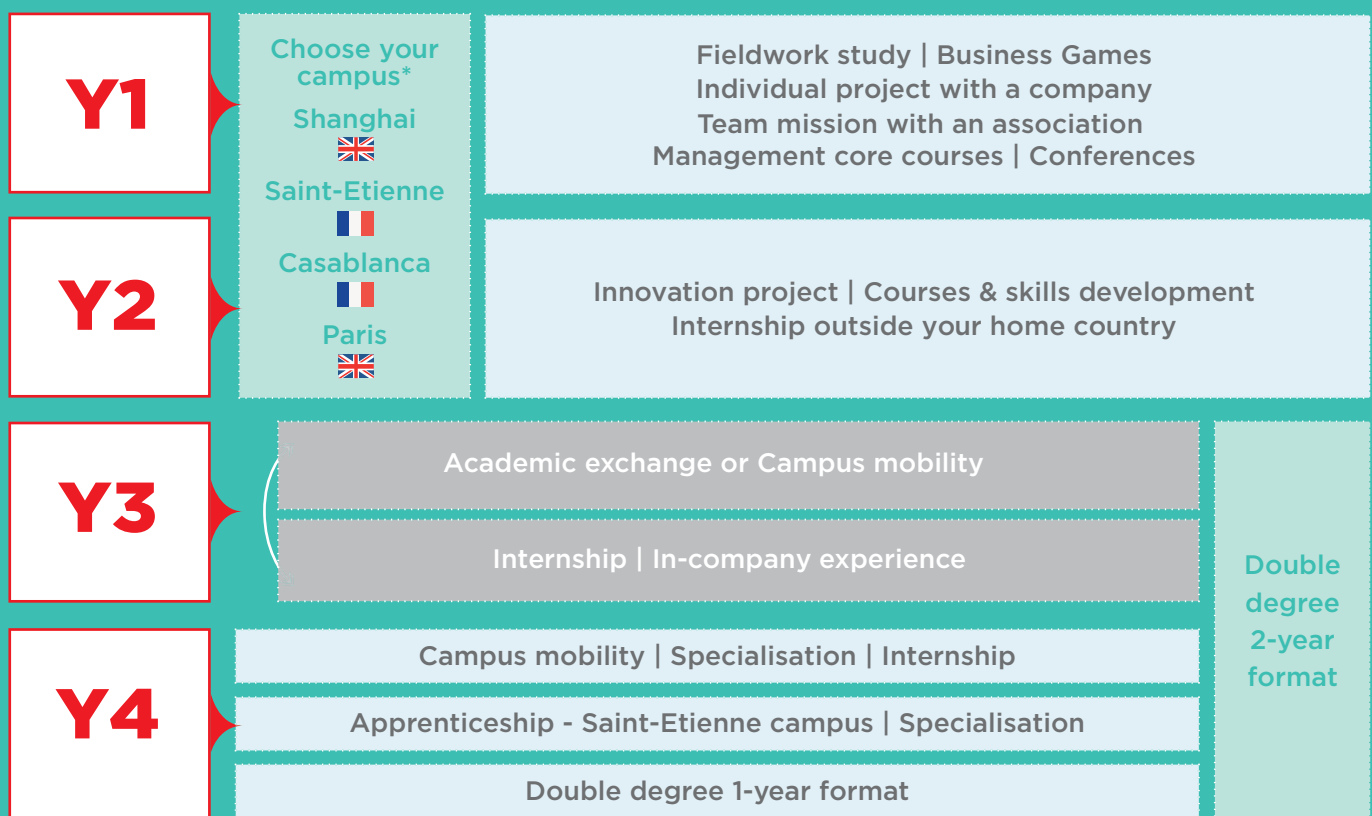 Y1
Choose your
campus*
Shanghai
Saint-Etienne
Casablanca
Paris
Fieldwork study | Business Games
Individual project with a company
Team mission with an association
Management core courses | Conferences
Y2
Innovation project | Courses & skills development
Internship outside your home country
Y3
Academic exchange or Campus mobility
Internship | In-company experience
Double
degree
2-year
format
Y4
Campus mobility | Specialisation | Internship
Apprenticeship - Saint-Etienne campus | Specialisation
Double degree 1-year format